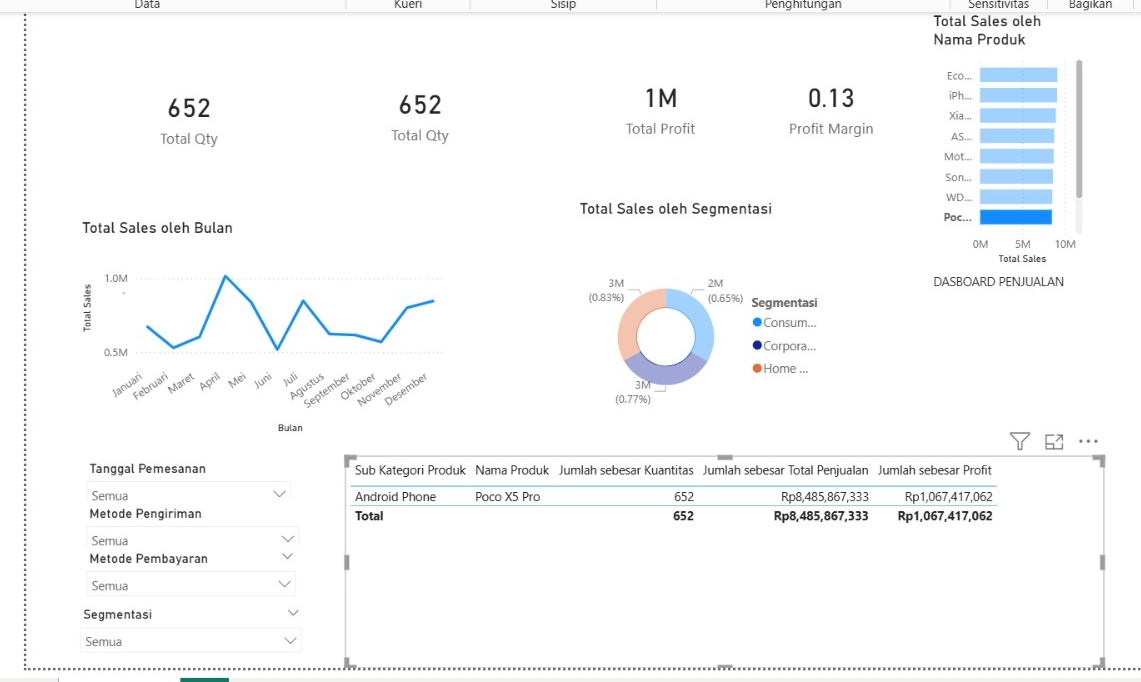 Data Kueri Sisip Penghitungan Sensitivitas Bagikan
Total Sales oleh
Nama Produk
652
Total Qty
652
Total Qty
1M
Total Profit
0.13
Profit Margin
Eco...
iPh...
Xia...
AS...
Mot...
Son...
WD...
Poc...
0M 5M 10M
Total Sales
DASBOARD PENJUALAN
Total Sales oleh Bulan
Total Sales
1.0M
0.5M
Januari Februari Maret April Mei Juni Juli Agustus September Oktober November Desember
Bulan
Total Sales oleh Segmentasi
3M
(0.83%)
2M
(0.65%)
3M
(0.77%)
Segmentasi
Consum...
Corpora...
Home ...
Tanggal Pemesanan
Semua
Metode Pengiriman
Semua
Metode Pembayaran
Semua
Segmentasi
Semua
Sub Kategori Produk Nama Produk Jumlah sebesar Kuantitas Jumlah sebesar Total Penjualan Jumlah sebesar Profit
Android Phone Poco X5 Pro 652 Rp8,485,867,333 Rp1,067,417,062
Total 652 Rp8,485,867,333 Rp1,067,417,062